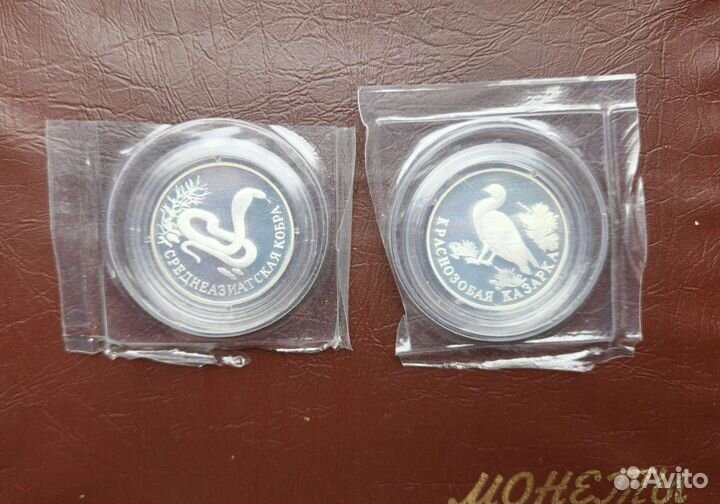 СРЕДНЕАЗИАТСКАЯ КОБРА
КРАСНОЗОБАЯ КАЗАРКА
МОНЕТЫ
Avito